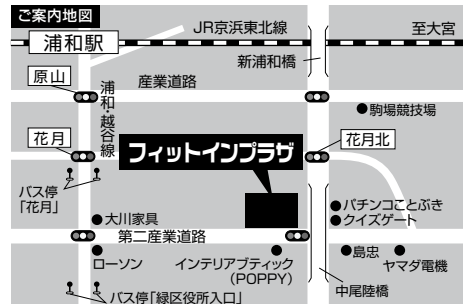 ご案内地図
浦和駅
JR京浜東北線
至大宮
新浦和橋
原山
産業道路
浦和・越谷線
駒場競技場
花月
フィットインプラザ
花月北
バス停
「花月」
大川家具
パチンコことぶき
クイズゲート
第二産業道路
ローソン
インテリアブティック
(POPPY)
島忠
ヤマダ電機
中尾陸橋
バス停「緑区役所入口」